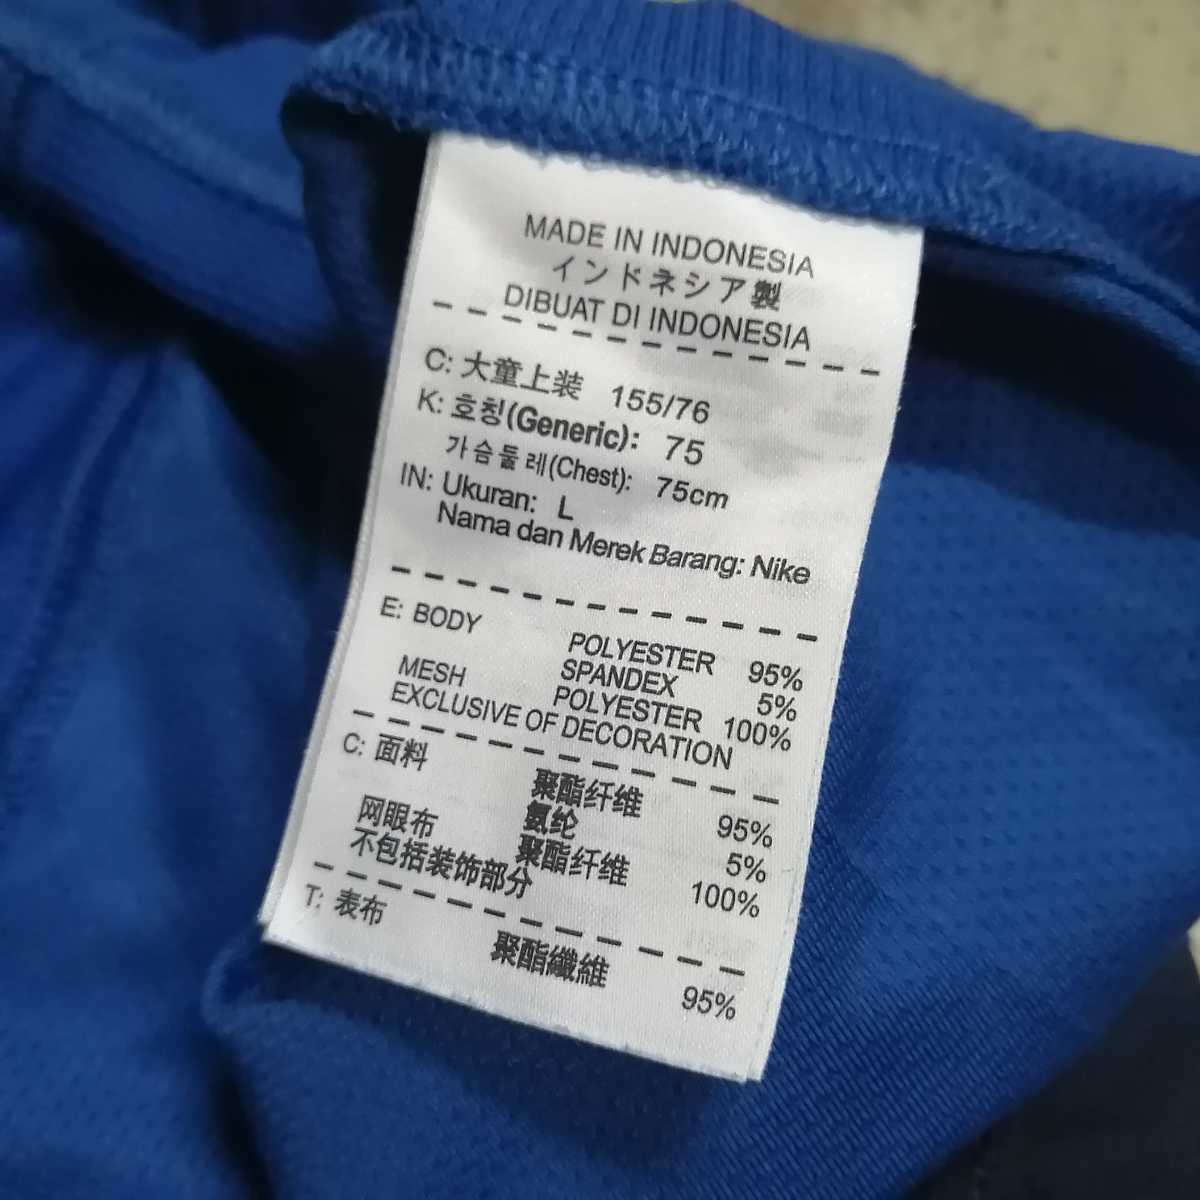 MADE IN INDONESIA
インドネシア製
DIBUAT DI INDONESIA
C: 大童上装 155/76
K: 호칭(Generic): 75
가슴둘레(Chest): 75cm
IN: Ukuran: L
Nama dan Merek Barang: Nike
E: BODY POLYESTER 95%
SPANDEX 5%
MESH POLYESTER 100%
EXCLUSIVE OF DECORATION
C: 面料 聚酯纤维 95%
氨纶 5%
网眼布 聚酯纤维 100%
不包括装饰部分
T: 表布 聚酯纖維 95%